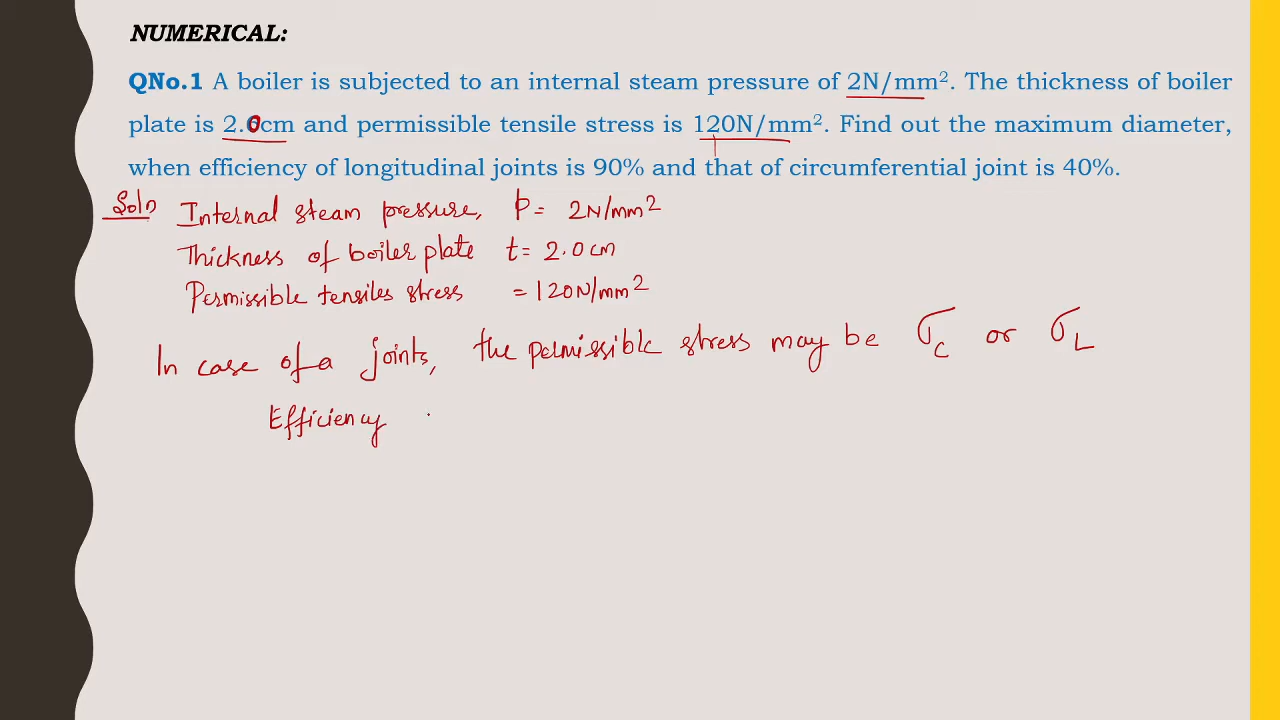 NUMERICAL:
QNo.1 A boiler is subjected to an internal steam pressure of 2N/mm². The thickness of boiler
plate is 2.0cm and permissible tensile stress is 120N/mm². Find out the maximum diameter,
when efficiency of longitudinal joints is 90% and that of circumferential joint is 40%.
Soln Internal steam pressure, p = 2N/mm²
Thickness of boiler plate t = 2.0 cm
Permissible tensiles stress = 120N/mm²
In case of a joints, the permissible stress may be σC or σL
Efficiency